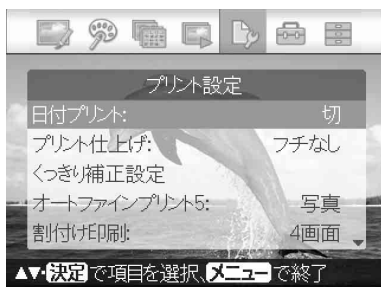 プリント設定
日付プリント: 切
プリント仕上げ: フチなし
くっきり補正設定
オートファインプリント5: 写真
割付け印刷: 4画面
▲▼・決定で項目を選択、メニューで終了